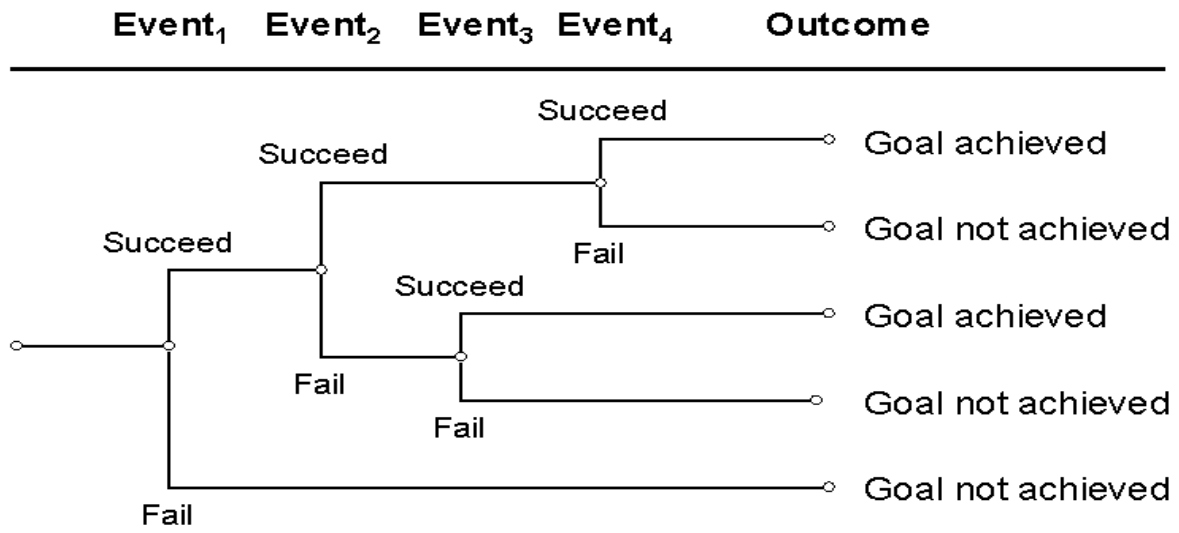 Event₁ Event₂ Event₃ Event₄ Outcome
Succeed
Goal achieved
Succeed
Goal not achieved
Succeed
Fail
Succeed
Goal achieved
Fail
Goal not achieved
Fail
Goal not achieved
Fail